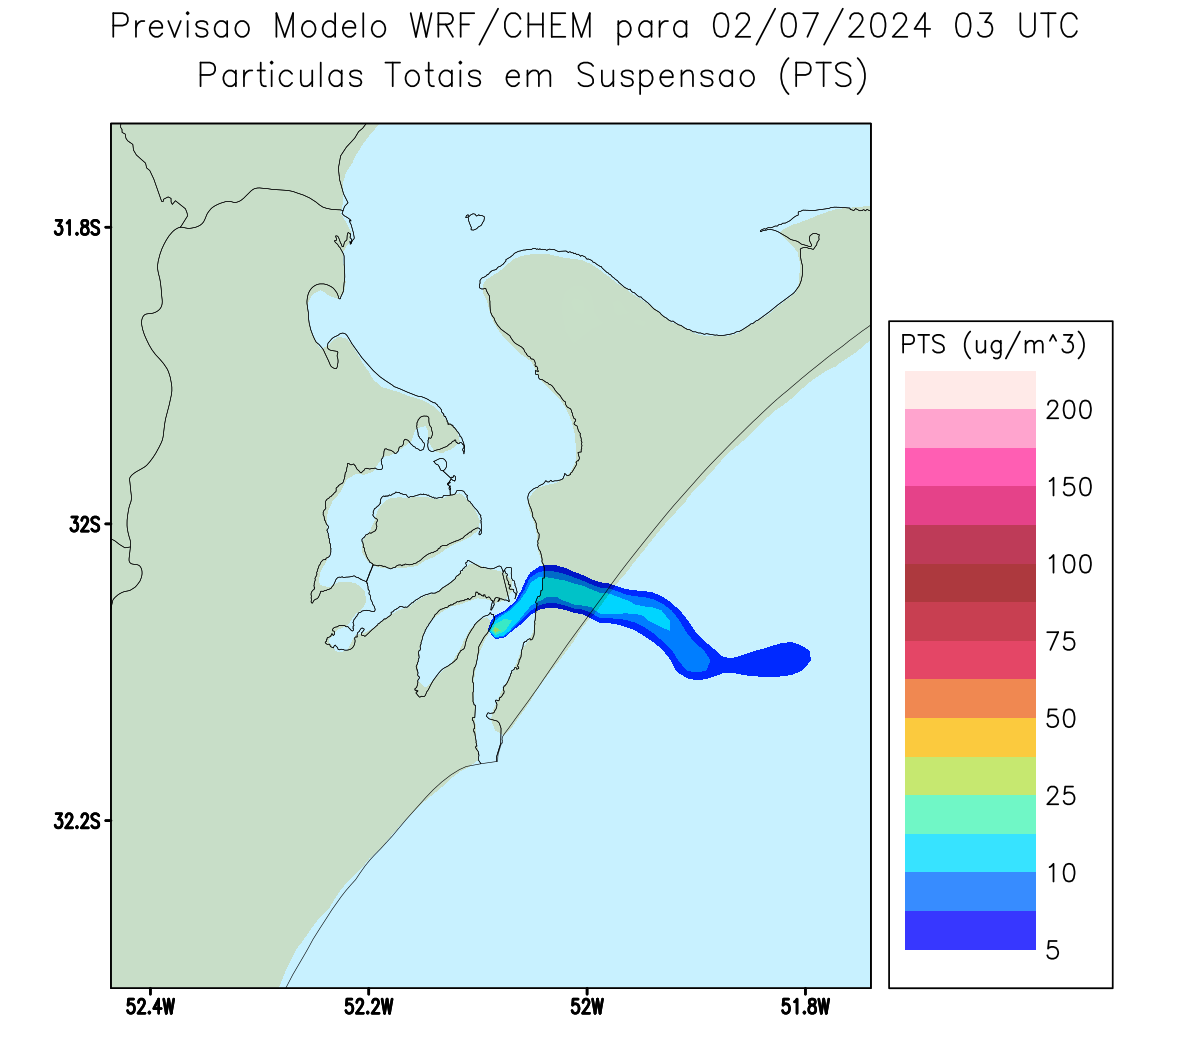 Previsao Modelo WRF/CHEM para 02/07/2024 03 UTC
Particulas Totais em Suspensao (PTS)
31.8S
32S
32.2S
52.4W
52.2W
52W
51.8W
PTS (ug/m^3)
200
150
100
75
50
25
10
5